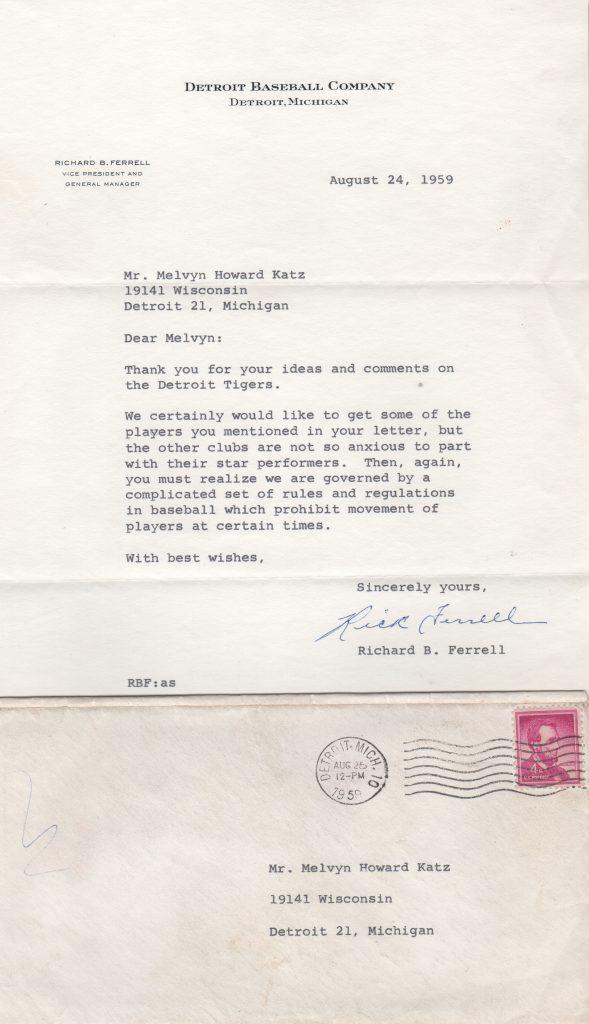 DETROIT BASEBALL COMPANY
DETROIT, MICHIGAN
RICHARD B. FERRELL
VICE PRESIDENT AND
GENERAL MANAGER
August 24, 1959
Mr. Melvyn Howard Katz
19141 Wisconsin
Detroit 21, Michigan
Dear Melvyn:
Thank you for your ideas and comments on
the Detroit Tigers.
We certainly would like to get some of the
players you mentioned in your letter, but
the other clubs are not so anxious to part
with their star performers.  Then, again,
you must realize we are governed by a
complicated set of rules and regulations
in baseball which prohibit movement of
players at certain times.
With best wishes,
Sincerely yours,
Rick Ferrell
Richard B. Ferrell
RBF:as
DETROIT, MICH. 10
AUG 25
12-PM
1959
4¢
Mr. Melvyn Howard Katz
19141 Wisconsin
Detroit 21, Michigan